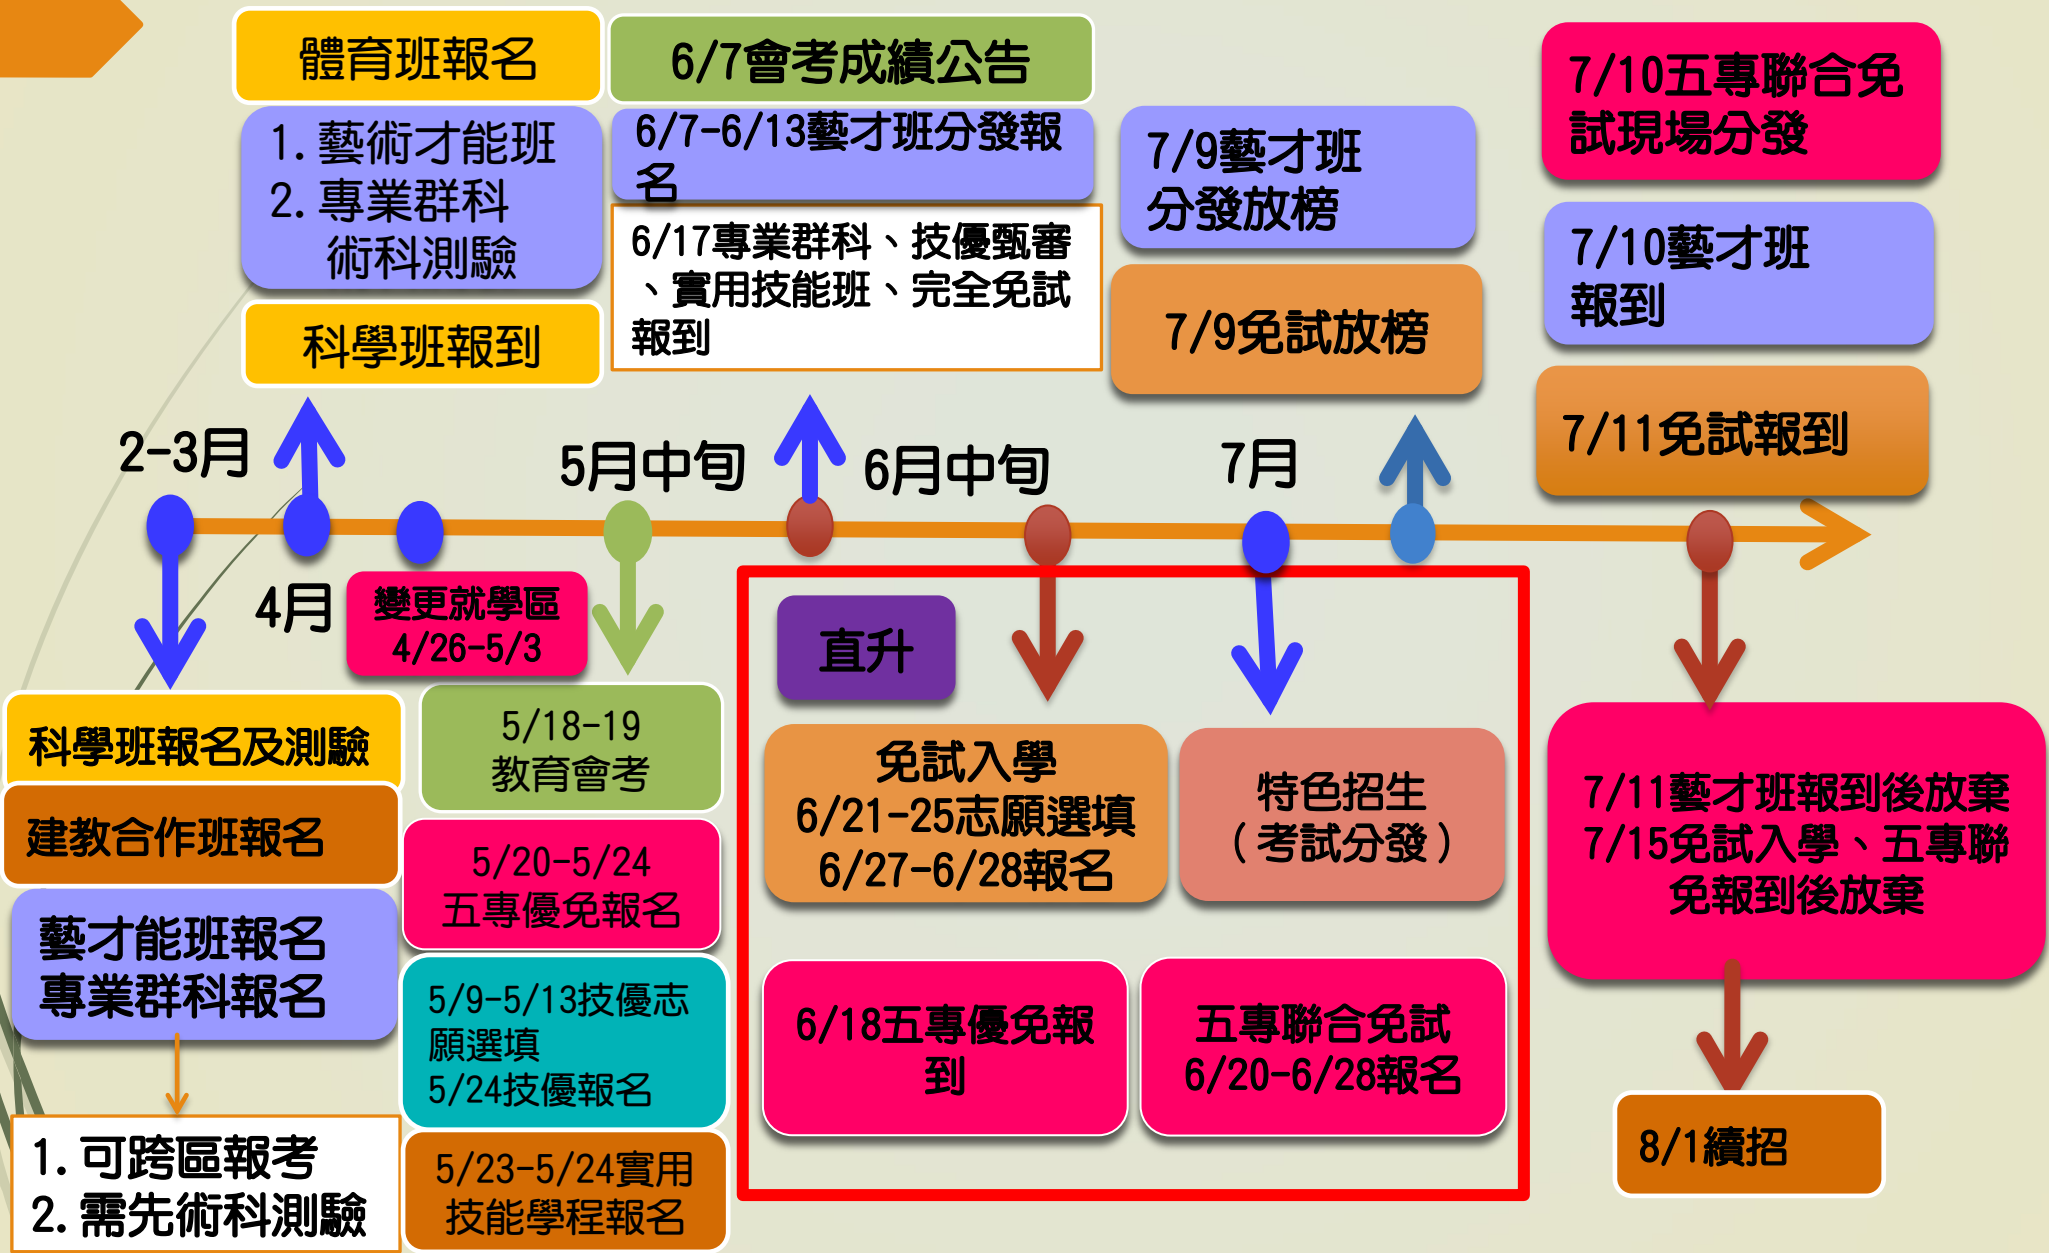 體育班報名
1. 藝術才能班
2. 專業群科
術科測驗
科學班報到
6/7會考成績公告
6/7-6/13藝才班分發報
名
6/17專業群科、技優甄審
、實用技能班、完全免試
報到
7/9藝才班
分發放榜
7/9免試放榜
7/10五專聯合免
試現場分發
7/10藝才班
報到
7/11免試報到
2-3月
5月中旬
6月中旬
7月
4月
變更就學區
4/26-5/3
科學班報名及測驗
建教合作班報名
藝才能班報名
專業群科報名
1. 可跨區報考
2. 需先術科測驗
5/18-19
教育會考
5/20-5/24
五專優免報名
5/9-5/13技優志
願選填
5/24技優報名
5/23-5/24實用
技能學程報名
直升
免試入學
6/21-25志願選填
6/27-6/28報名
特色招生
(考試分發)
6/18五專優免報
到
五專聯合免試
6/20-6/28報名
7/11藝才班報到後放棄
7/15免試入學、五專聯
免報到後放棄
8/1續招